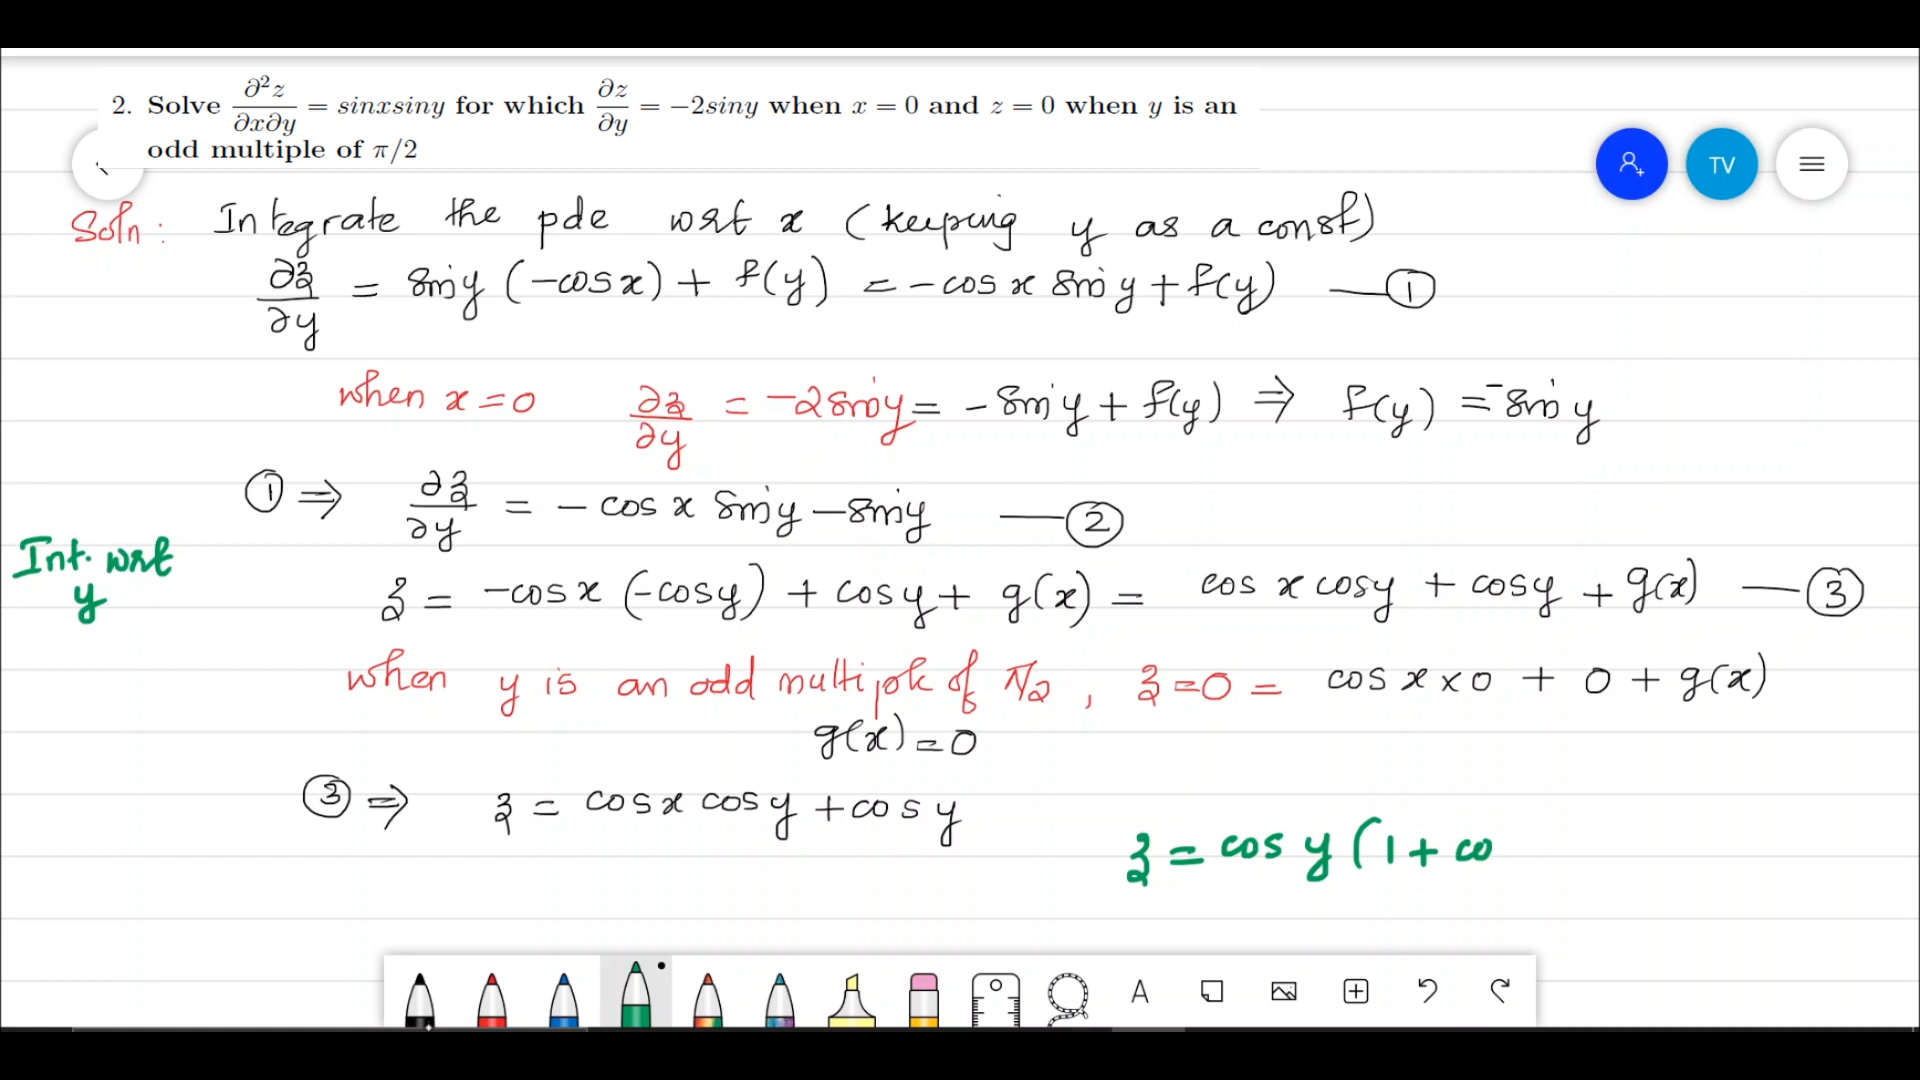 2. Solve ∂²z/∂x∂y = sinxsiny for which ∂z/∂y = −2siny when x = 0 and z = 0 when y is an
odd multiple of π/2
TV
Soln : Integrate the pde wrt x (keeping y as a const)
∂z/∂y = sin y (-cos x) + f(y) = - cos x sin y + f(y) — ①
when x = 0 ∂z/∂y = -2 sin y = - sin y + f(y) ⇒ f(y) = - sin y
① ⇒ ∂z/∂y = - cos x sin y - sin y — ②
Int. wrt
y
z = - cos x (-cos y) + cos y + g(x) = cos x cos y + cos y + g(x) — ③
when y is an odd multiple of π/2 , z = 0 = cos x x 0 + 0 + g(x)
g(x) = 0
③ ⇒ z = cos x cos y + cos y
z = cos y (1 + co
A